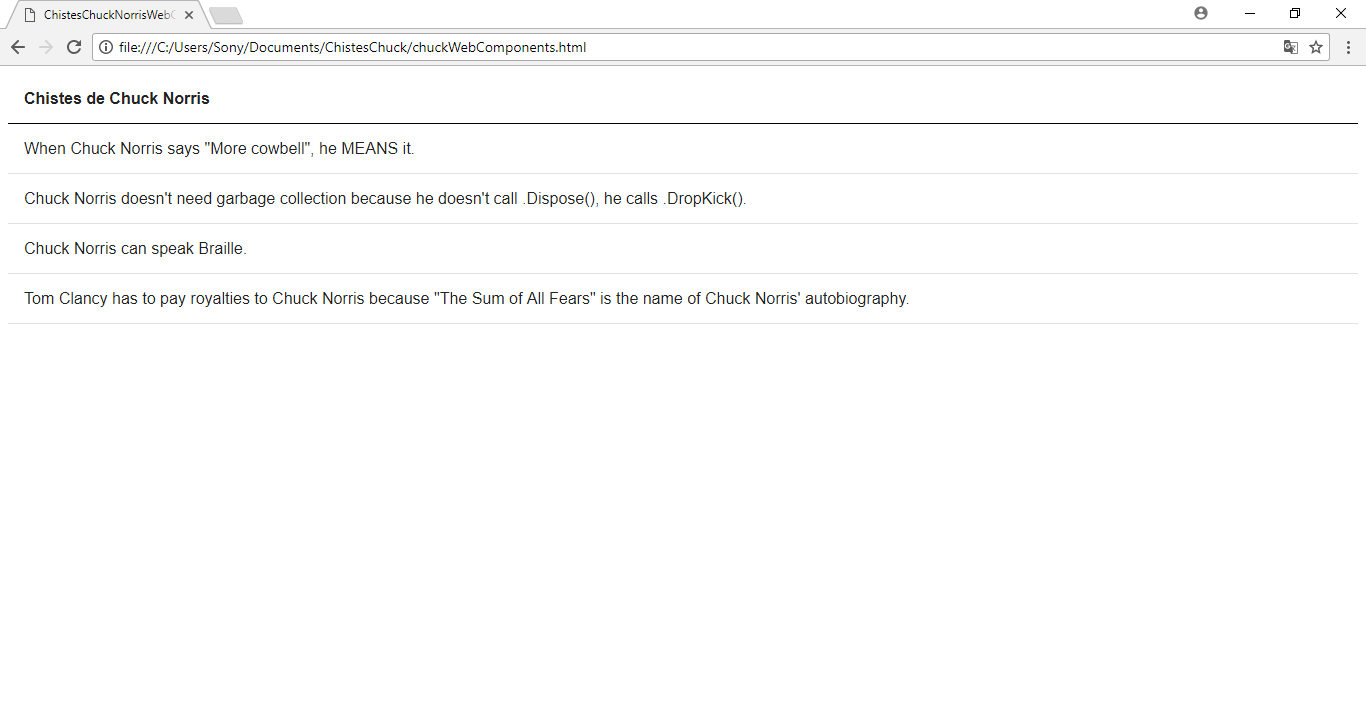 ChistesChuckNorrisWeb
file:///C:/Users/Sony/Documents/ChistesChuck/chuckWebComponents.html
Chistes de Chuck Norris
When Chuck Norris says "More cowbell", he MEANS it.
Chuck Norris doesn't need garbage collection because he doesn't call .Dispose(), he calls .DropKick().
Chuck Norris can speak Braille.
Tom Clancy has to pay royalties to Chuck Norris because "The Sum of All Fears" is the name of Chuck Norris' autobiography.